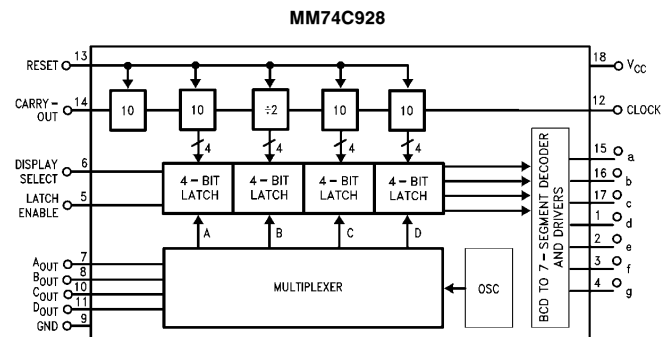 MM74C928
RESET 13
18 VCC
CARRY-OUT 14
10 10 ÷2 10 10
12 CLOCK
4 4 4 4
DISPLAY SELECT 6
LATCH ENABLE 5
4-BIT LATCH 4-BIT LATCH 4-BIT LATCH 4-BIT LATCH
A B C D
AOUT 7
BOUT 8
COUT 10
DOUT 11
GND 9
MULTIPLEXER
OSC
BCD TO 7-SEGMENT DECODER AND DRIVERS
15 a
16 b
17 c
1 d
2 e
3 f
4 g